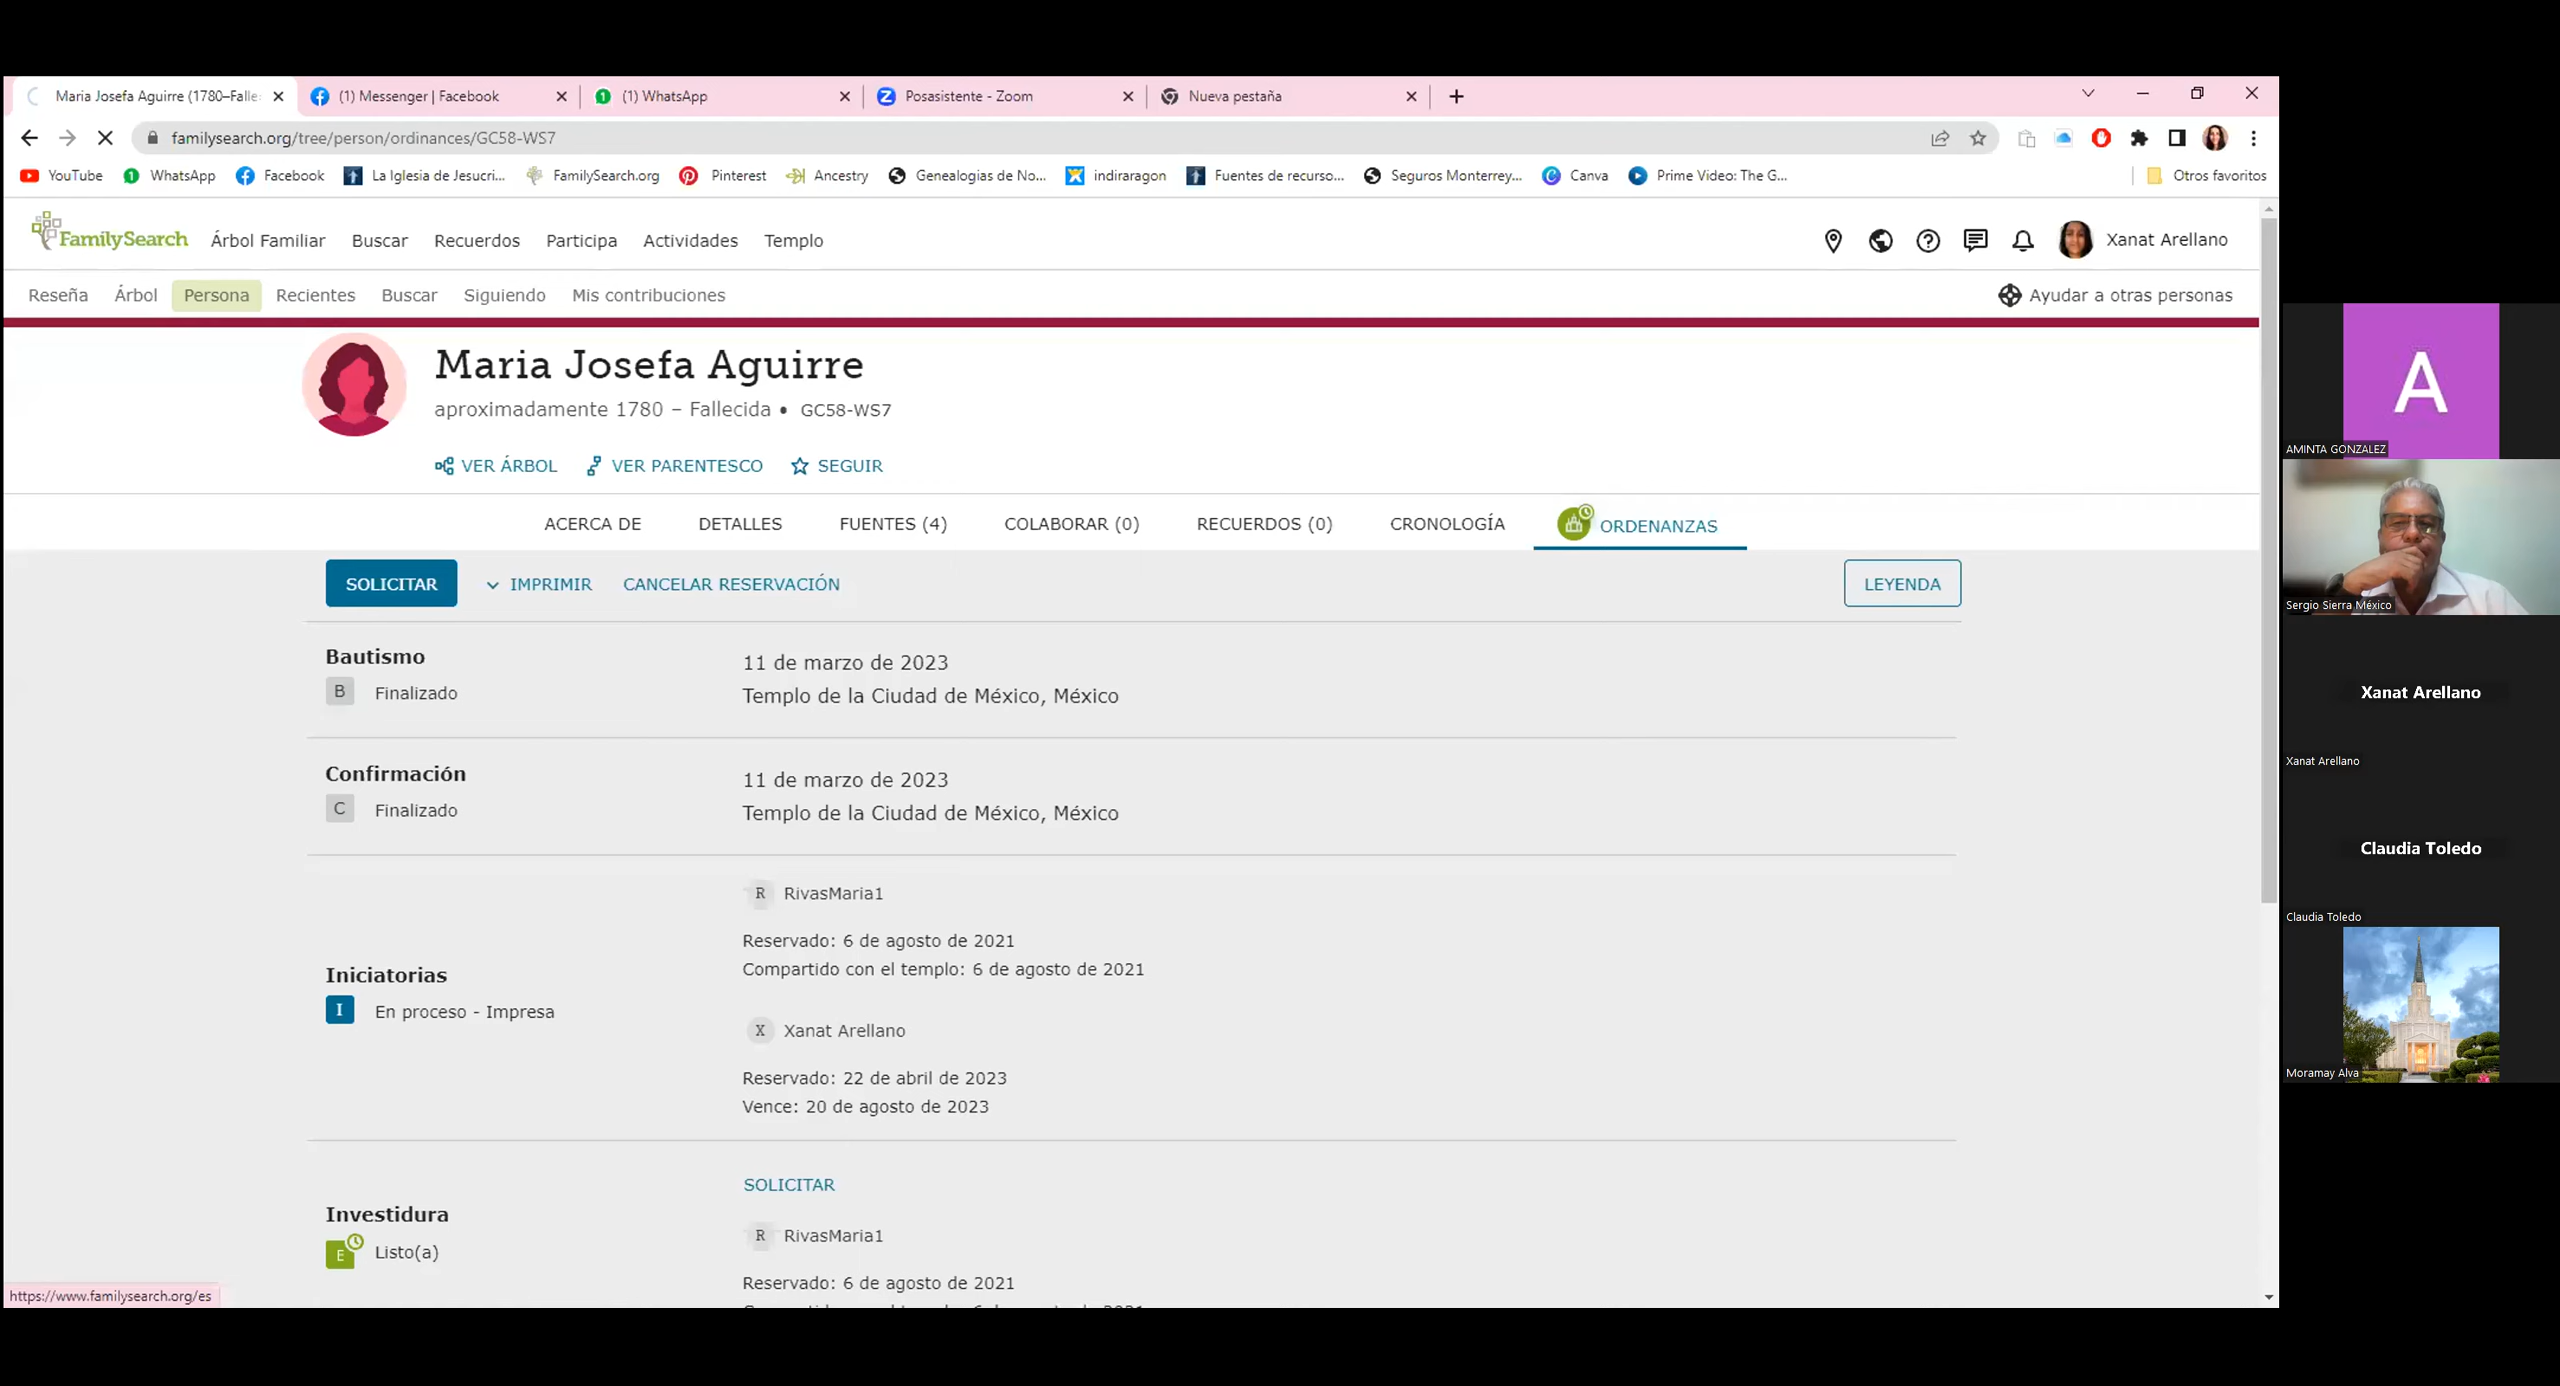 Maria Josefa Aguirre (1780–Falle
(1) Messenger | Facebook
(1) WhatsApp
Posasistente - Zoom
Nueva pestaña
familysearch.org/tree/person/ordinances/GC58-WS7
YouTube
WhatsApp
Facebook
La Iglesia de Jesucri...
FamilySearch.org
Pinterest
Ancestry
Genealogias de No...
indiraragon
Fuentes de recurso...
Seguros Monterrey...
Canva
Prime Video: The G...
Otros favoritos
FamilySearch
Árbol Familiar
Buscar
Recuerdos
Participa
Actividades
Templo
Xanat Arellano
Reseña
Árbol
Persona
Recientes
Buscar
Siguiendo
Mis contribuciones
Ayudar a otras personas
Maria Josefa Aguirre
aproximadamente 1780 – Fallecida • GC58-WS7
VER ÁRBOL
VER PARENTESCO
SEGUIR
ACERCA DE
DETALLES
FUENTES (4)
COLABORAR (0)
RECUERDOS (0)
CRONOLOGÍA
ORDENANZAS
SOLICITAR
IMPRIMIR
CANCELAR RESERVACIÓN
LEYENDA
Bautismo
B Finalizado
11 de marzo de 2023
Templo de la Ciudad de México, México
Confirmación
C Finalizado
11 de marzo de 2023
Templo de la Ciudad de México, México
Iniciatorias
I En proceso - Impresa
R RivasMaria1
Reservado: 6 de agosto de 2021
Compartido con el templo: 6 de agosto de 2021
X Xanat Arellano
Reservado: 22 de abril de 2023
Vence: 20 de agosto de 2023
Investidura
E Listo(a)
SOLICITAR
R RivasMaria1
Reservado: 6 de agosto de 2021
https://www.familysearch.org/es
A
AMINTA GONZALEZ
Sergio Sierra México
Xanat Arellano
Xanat Arellano
Claudia Toledo
Claudia Toledo
Moramay Alva